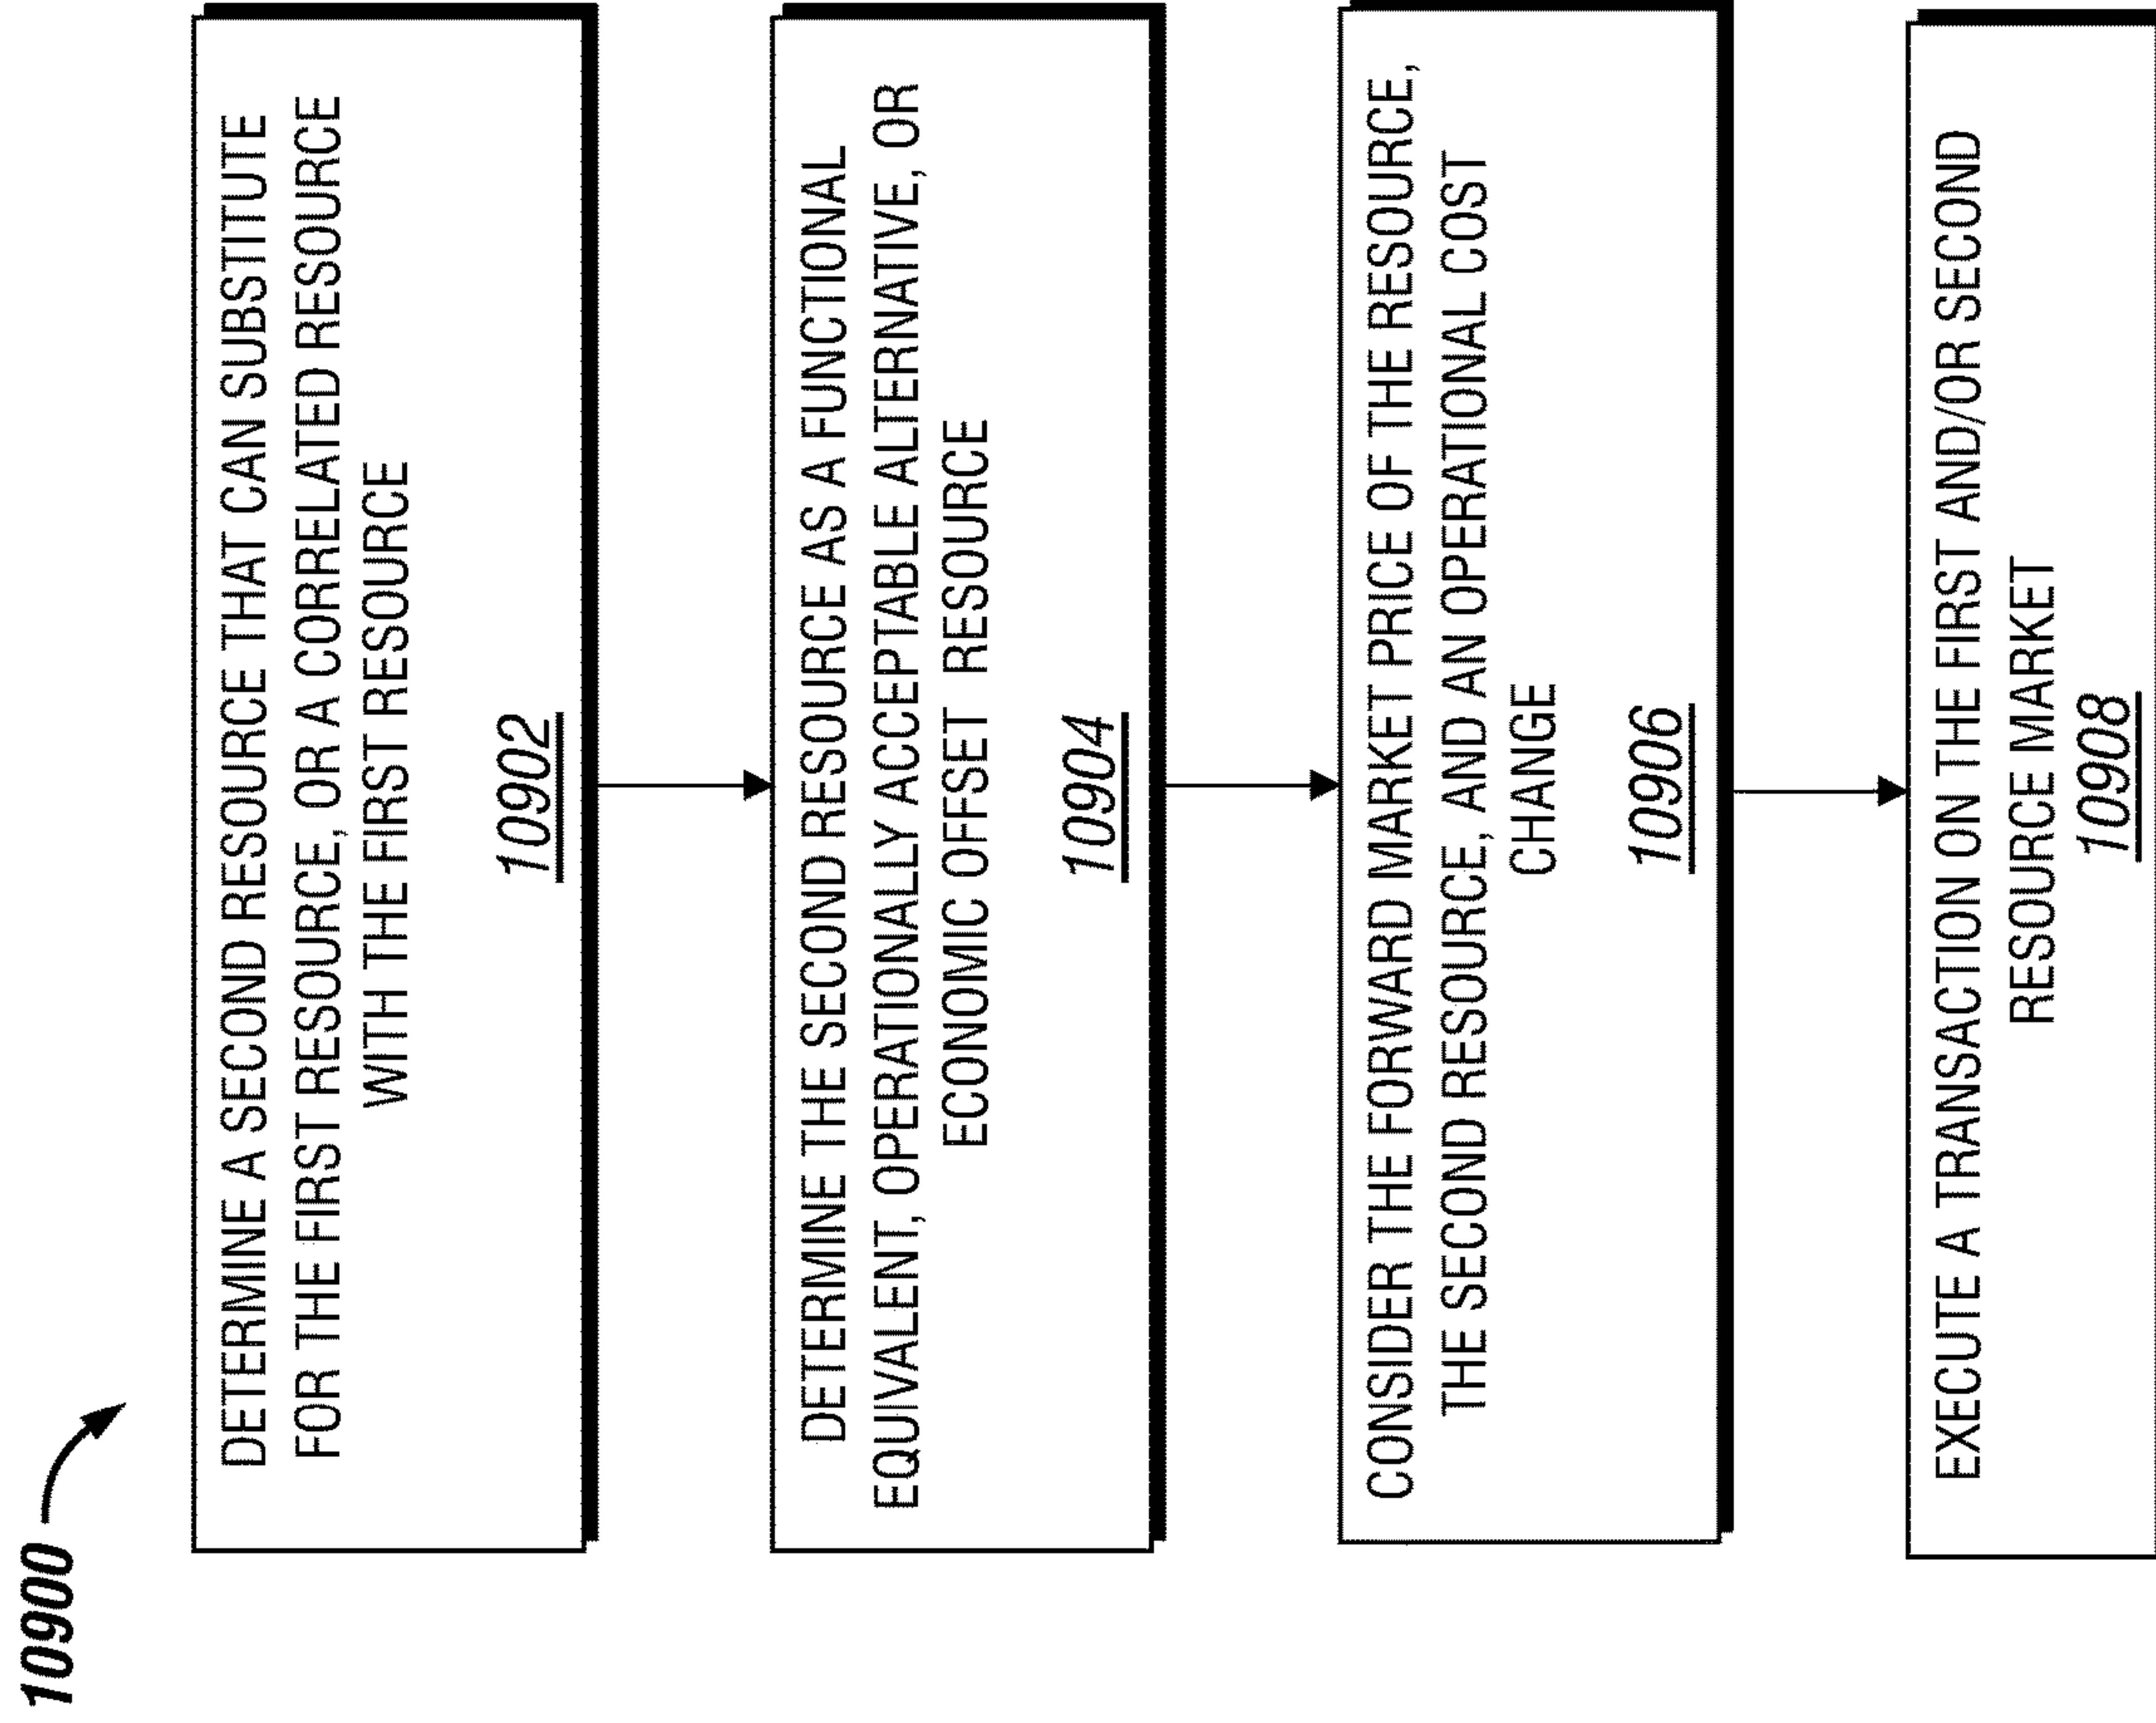 10900
DETERMINE A SECOND RESOURCE THAT CAN SUBSTITUTE
FOR THE FIRST RESOURCE, OR A CORRELATED RESOURCE
WITH THE FIRST RESOURCE
10902
DETERMINE THE SECOND RESOURCE AS A FUNCTIONAL
EQUIVALENT, OPERATIONALLY ACCEPTABLE ALTERNATIVE, OR
ECONOMIC OFFSET RESOURCE
10904
CONSIDER THE FORWARD MARKET PRICE OF THE RESOURCE,
THE SECOND RESOURCE, AND AN OPERATIONAL COST
CHANGE
10906
EXECUTE A TRANSACTION ON THE FIRST AND/OR SECOND
RESOURCE MARKET
10908